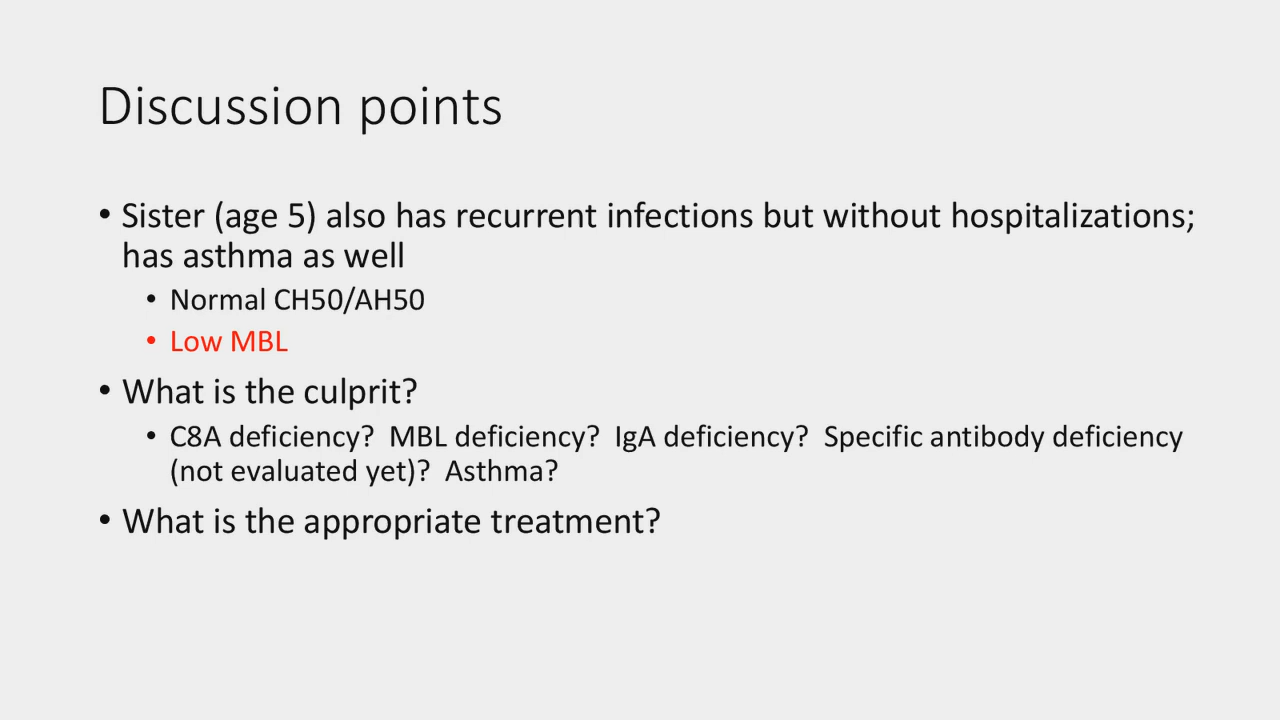 Discussion points
• Sister (age 5) also has recurrent infections but without hospitalizations;
has asthma as well
• Normal CH50/AH50
• Low MBL
• What is the culprit?
• C8A deficiency?  MBL deficiency?  IgA deficiency?  Specific antibody deficiency
(not evaluated yet)?  Asthma?
• What is the appropriate treatment?